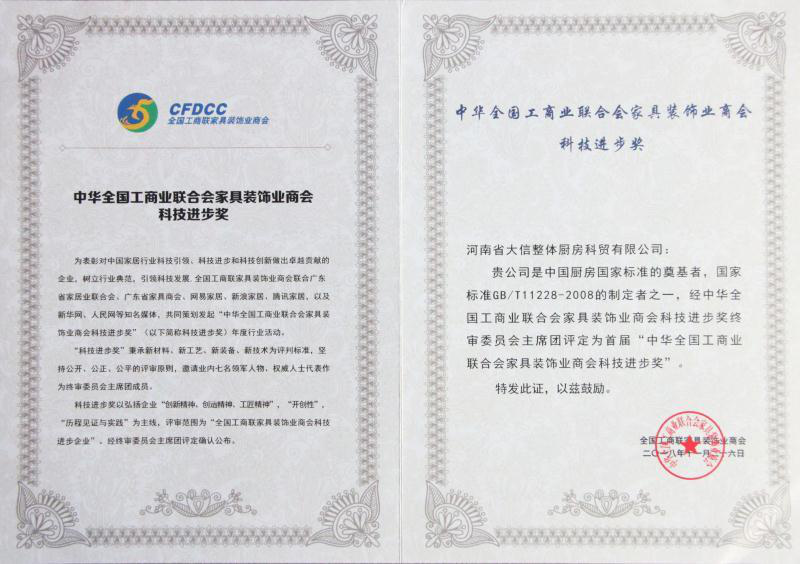 CFDCC
全国工商联家具装饰业商会
中华全国工商业联合会家具装饰业商会
科技进步奖
为表彰对中国家居行业科技引领、科技进步和科技创新做出卓越贡献的
企业，树立行业典范，引领科技发展.全国工商联家具装饰业商会联合广东
省家居业联合会、广东省家具商会、网易家居、新浪家居、腾讯家居，以及
新华网、人民网等知名媒体，共同策划发起“中华全国工商业联合会家具装
饰业商会科技进步奖”（以下简称科技进步奖）年度行业活动。
“科技进步奖”秉承新材料、新工艺、新装备、新技术为评判标准，坚
持公开、公正、公平的评审原则，邀请业内七名领军人物、权威人士代表作
为终审委员会主席团成员。
科技进步奖以弘扬企业“创新精神、创造精神、工匠精神”，“开创性”，
“历程见证与实践”为主线，评审范围为“全国工商联家具装饰业商会科技
进步企业”、经终审委员会主席团评定确认公布。
中华全国工商业联合会家具装饰业商会
科技进步奖
河南省大信整体厨房科贸有限公司：
贵公司是中国厨房国家标准的奠基者，国家
标准GB/T11228-2008的制定者之一，经中华全
国工商业联合会家具装饰业商会科技进步奖终
审委员会主席团评定为首届“中华全国工商业
联合会家具装饰业商会科技进步奖”。
特发此证，以兹鼓励。
全国工商联家具装饰业商会
二〇一八年十一月二十六日